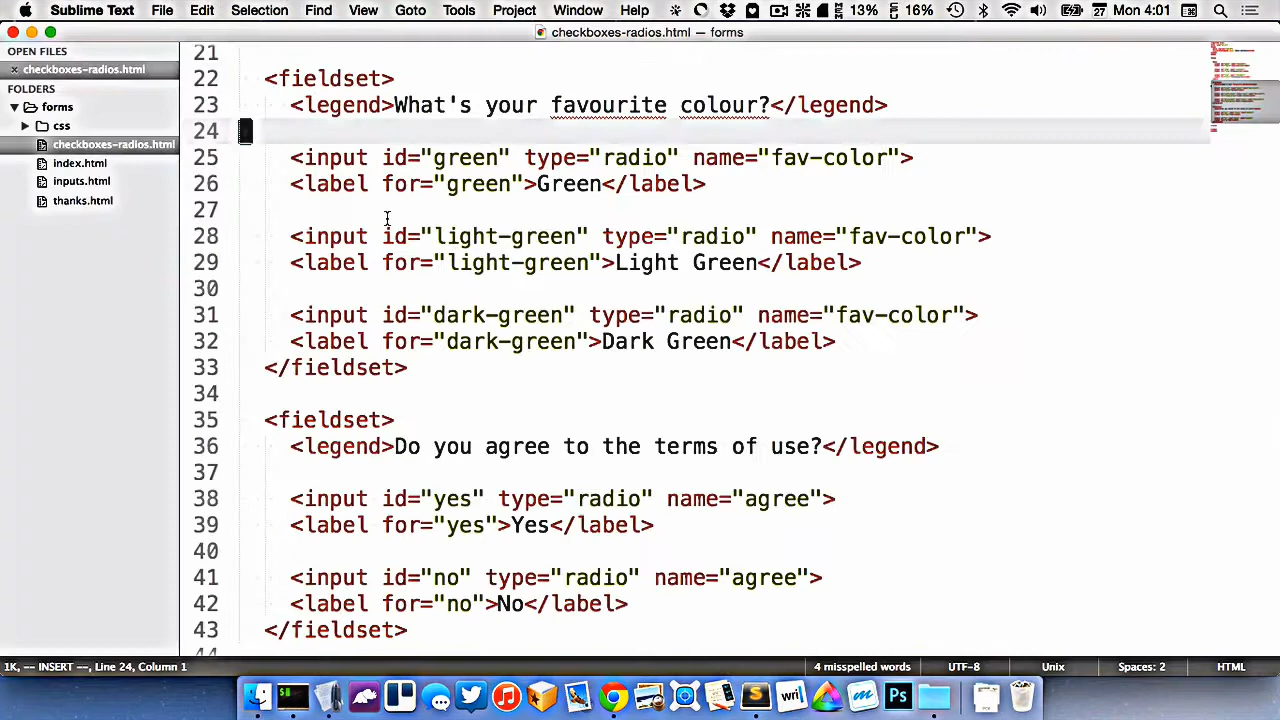 Sublime Text File Edit Selection Find View Goto Tools Project Window Help 13% 16% 27 Mon 4:01
checkboxes-radios.html — forms
OPEN FILES
× checkboxes-radios.html
FOLDERS
forms
css
checkboxes-radios.html
index.html
inputs.html
thanks.html
21
22 <fieldset>
23 <legend>What's your favourite colour?</legend>
24
25 <input id="green" type="radio" name="fav-color">
26 <label for="green">Green</label>
27
28 <input id="light-green" type="radio" name="fav-color">
29 <label for="light-green">Light Green</label>
30
31 <input id="dark-green" type="radio" name="fav-color">
32 <label for="dark-green">Dark Green</label>
33 </fieldset>
34
35 <fieldset>
36 <legend>Do you agree to the terms of use?</legend>
37
38 <input id="yes" type="radio" name="agree">
39 <label for="yes">Yes</label>
40
41 <input id="no" type="radio" name="agree">
42 <label for="no">No</label>
43 </fieldset>
44
1K, -- INSERT --, Line 24, Column 1 4 misspelled words UTF-8 Unix Spaces: 2 HTML
wri Ps